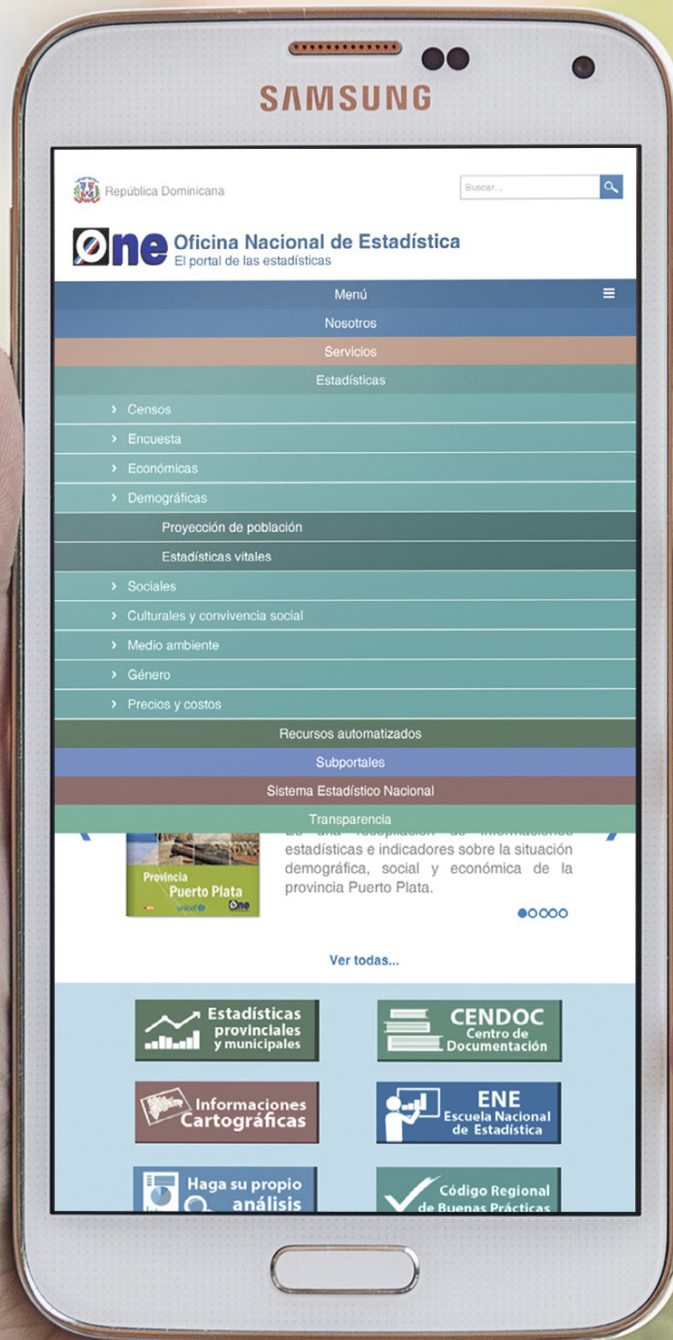 SAMSUNG
República Dominicana
Buscar...
One Oficina Nacional de Estadística
El portal de las estadísticas
Menú
Nosotros
Servicios
Estadísticas
Censos
Encuesta
Económicas
Demográficas
Proyección de población
Estadísticas vitales
Sociales
Culturales y convivencia social
Medio ambiente
Género
Precios y costos
Recursos automatizados
Subportales
Sistema Estadístico Nacional
Transparencia
estadísticas e indicadores sobre la situación
demográfica, social y económica de la
provincia Puerto Plata.
Provincia
Puerto Plata
unicef
One
Ver todas...
Estadísticas
provinciales
y municipales
CENDOC
Centro de
Documentación
Informaciones
Cartográficas
ENE
Escuela Nacional
de Estadística
Haga su propio
análisis
Código Regional
de Buenas Prácticas